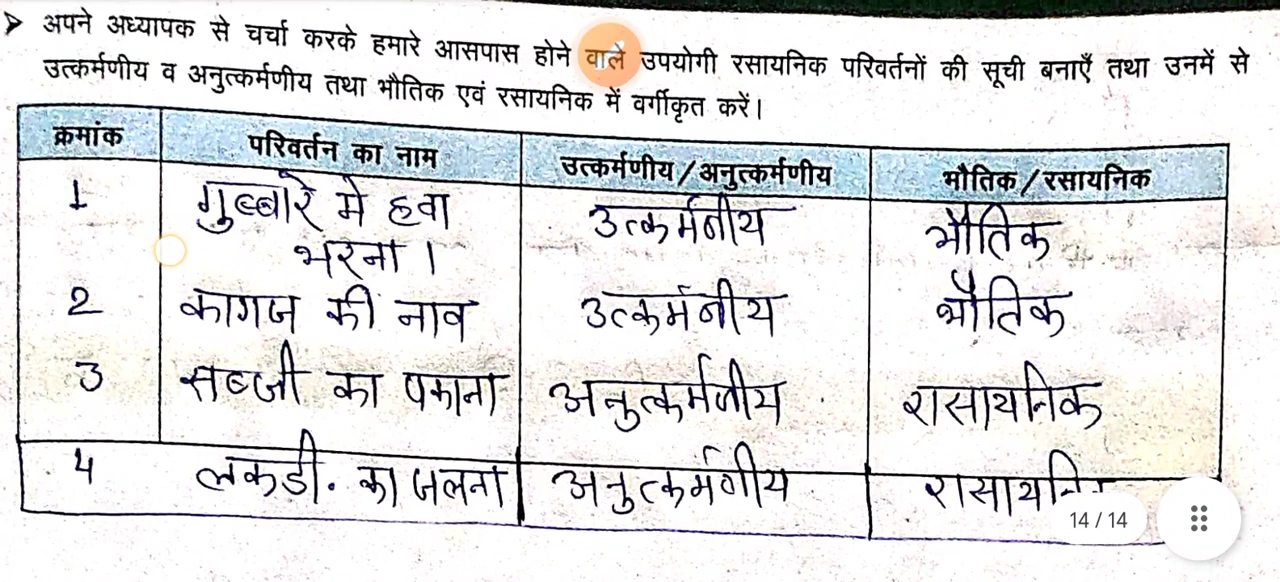 ➤ अपने अध्यापक से चर्चा करके हमारे आसपास होने वाले उपयोगी रसायनिक परिवर्तनों की सूची बनाएँ तथा उनमें से
उत्कर्मणीय व अनुत्कर्मणीय तथा भौतिक एवं रसायनिक में वर्गीकृत करें।
क्रमांक परिवर्तन का नाम उत्कर्मणीय/अनुत्कर्मणीय भौतिक/रसायनिक
1 गुब्बारे मे हवा उत्कर्मनीय भौतिक
भरना।
2 कागज की नाव उत्कर्मनीय भौतिक
3 सब्जी का पकाना अनुत्कर्मणीय रासायनिक
4 लकडी. का जलना अनुत्कर्मणीय
14 / 14